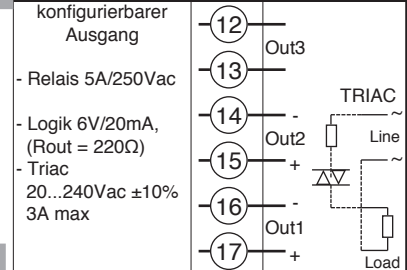 konfigurierbarer
Ausgang
- Relais 5A/250Vac
- Logik 6V/20mA,
(Rout = 220Ω)
- Triac
20...240Vac ±10%
3A max
12
Out3
13
14 -
Out2
15 +
16 -
Out1
17 +
TRIAC
~
Line
~
Load